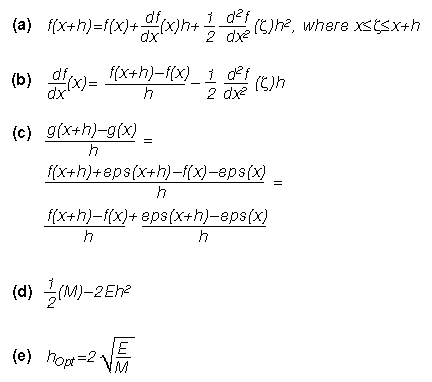 (a) f(x+h)=f(x)+df/dx(x)h+1/2 d²f/dx²(ζ)h², where x≤ζ≤x+h
(b) df/dx(x)= f(x+h)–f(x)/h – 1/2 d²f/dx² (ζ)h
(c) g(x+h)–g(x)/h =
f(x+h)+eps(x+h)–f(x)–eps(x)/h =
f(x+h)–f(x)/h + eps(x+h)–eps(x)/h
(d) 1/2(M)–2Eh²
(e) hOpt=2√E/M